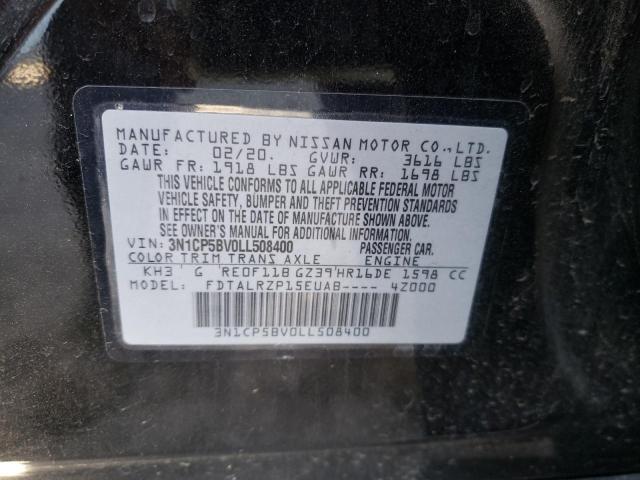 MANUFACTURED BY NISSAN MOTOR CO.,LTD.
DATE: 02/20. GVWR: 3616 LBS
GAWR FR: 1918 LBS GAWR RR: 1698 LBS
THIS VEHICLE CONFORMS TO ALL APPLICABLE FEDERAL MOTOR
VEHICLE SAFETY, BUMPER AND THEFT PREVENTION STANDARDS
IN EFFECT ON THE DATE OF MANUFACTURE SHOWN ABOVE.
SEE OWNER'S MANUAL FOR ADDITIONAL INFORMATION.
VIN: 3N1CP5BV0LL508400 PASSENGER CAR.
COLOR TRIM TRANS AXLE ENGINE
KH3 G RE0F11B GZ39 HR16DE 1598 CC
MODEL: FDTALRZP15EUAB---- 4Z000
3N1CP5BV0LL508400